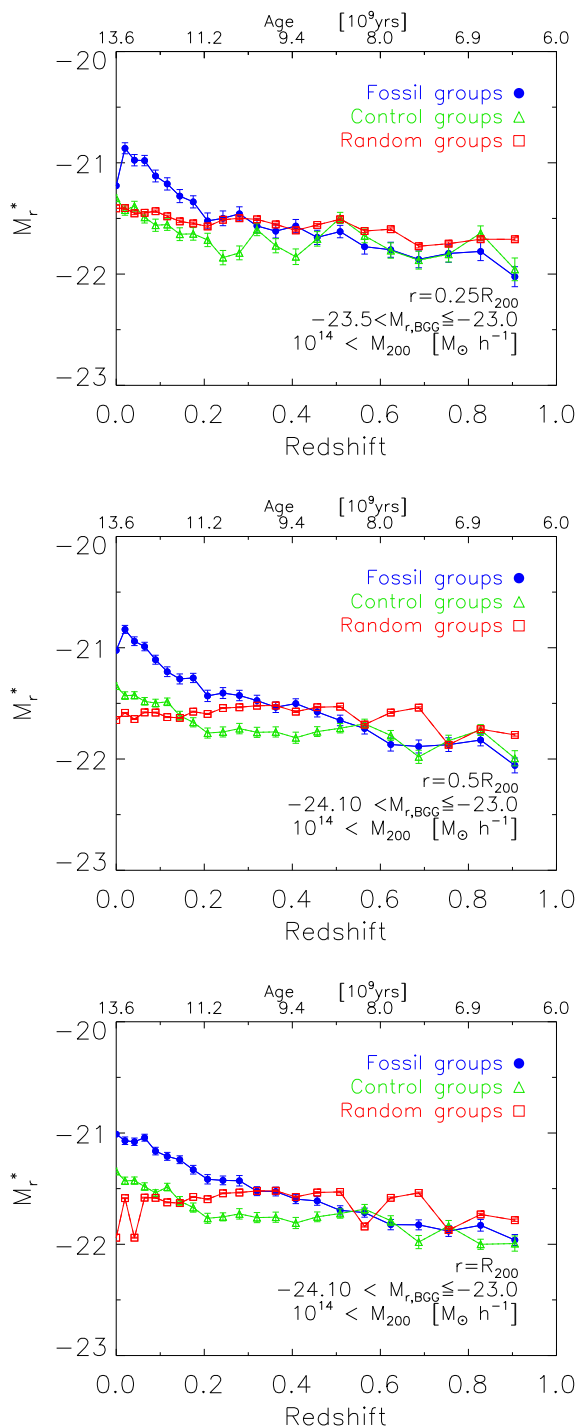 Age [10⁹yrs]
13.6 11.2 9.4 8.0 6.9 6.0
−20
Fossil groups
Control groups
Random groups
−21
Mᵣ*
−22
r=0.25R₂₀₀
−23.5<Mᵣ,BGG≤−23.0
10¹⁴ < M₂₀₀ [M⊙ h⁻¹]
−23
0.0 0.2 0.4 0.6 0.8 1.0
Redshift
Age [10⁹yrs]
13.6 11.2 9.4 8.0 6.9 6.0
−20
Fossil groups
Control groups
Random groups
−21
Mᵣ*
−22
r=0.5R₂₀₀
−24.10 <Mᵣ,BGG≤−23.0
10¹⁴ < M₂₀₀ [M⊙ h⁻¹]
−23
0.0 0.2 0.4 0.6 0.8 1.0
Redshift
Age [10⁹yrs]
13.6 11.2 9.4 8.0 6.9 6.0
−20
Fossil groups
Control groups
Random groups
−21
Mᵣ*
−22
r=R₂₀₀
−24.10 < Mᵣ,BGG≤−23.0
10¹⁴ < M₂₀₀ [M⊙ h⁻¹]
−23
0.0 0.2 0.4 0.6 0.8 1.0
Redshift